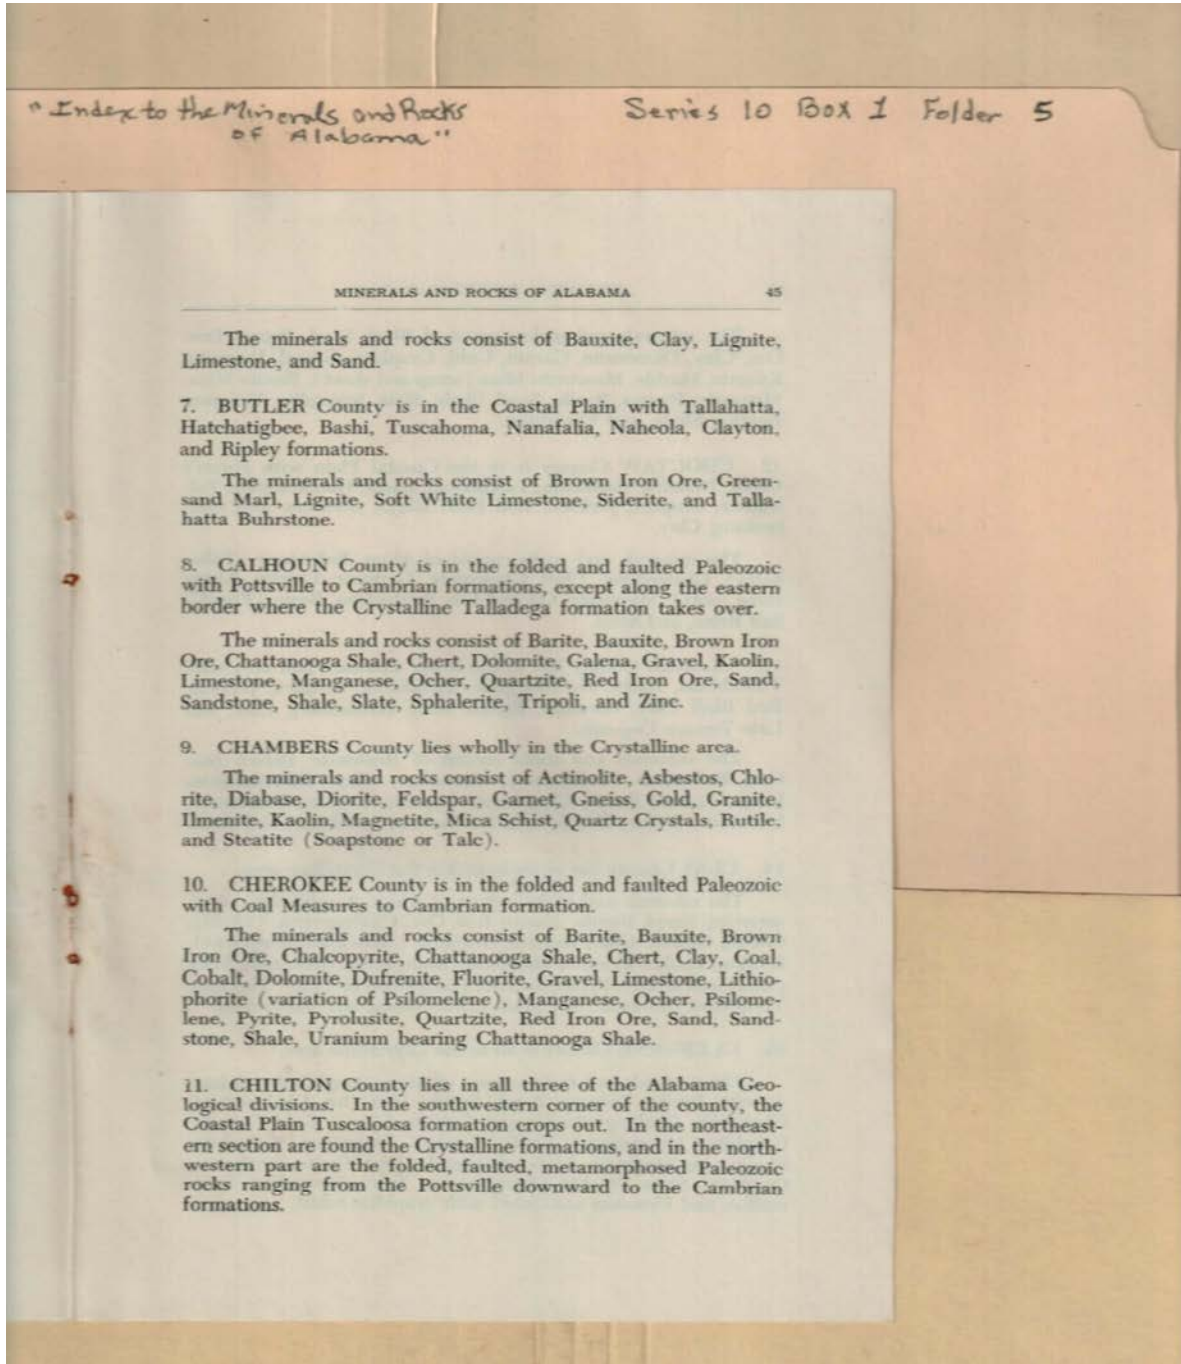 "Index to the Minerals and Rocks
of Alabama"
Series 10 Box 1 Folder 5
MINERALS AND ROCKS OF ALABAMA 45
The minerals and rocks consist of Bauxite, Clay, Lignite,
Limestone, and Sand.
7. BUTLER County is in the Coastal Plain with Tallahatta,
Hatchatigbee, Bashi, Tuscahoma, Nanafalia, Naheola, Clayton,
and Ripley formations.
The minerals and rocks consist of Brown Iron Ore, Green-
sand Marl, Lignite, Soft White Limestone, Siderite, and Talla-
hatta Buhrstone.
8. CALHOUN County is in the folded and faulted Paleozoic
with Pottsville to Cambrian formations, except along the eastern
border where the Crystalline Talladega formation takes over.
The minerals and rocks consist of Barite, Bauxite, Brown Iron
Ore, Chattanooga Shale, Chert, Dolomite, Galena, Gravel, Kaolin,
Limestone, Manganese, Ocher, Quartzite, Red Iron Ore, Sand,
Sandstone, Shale, Slate, Sphalerite, Tripoli, and Zinc.
9. CHAMBERS County lies wholly in the Crystalline area.
The minerals and rocks consist of Actinolite, Asbestos, Chlo-
rite, Diabase, Diorite, Feldspar, Garnet, Gneiss, Gold, Granite,
Ilmenite, Kaolin, Magnetite, Mica Schist, Quartz Crystals, Rutile,
and Steatite (Soapstone or Talc).
10. CHEROKEE County is in the folded and faulted Paleozoic
with Coal Measures to Cambrian formation.
The minerals and rocks consist of Barite, Bauxite, Brown
Iron Ore, Chalcopyrite, Chattanooga Shale, Chert, Clay, Coal,
Cobalt, Dolomite, Dufrenite, Fluorite, Gravel, Limestone, Lithio-
phorite (variation of Psilomelene), Manganese, Ocher, Psilome-
lene, Pyrite, Pyrolusite, Quartzite, Red Iron Ore, Sand, Sand-
stone, Shale, Uranium bearing Chattanooga Shale.
11. CHILTON County lies in all three of the Alabama Geo-
logical divisions. In the southwestern corner of the county, the
Coastal Plain Tuscaloosa formation crops out. In the northeast-
ern section are found the Crystalline formations, and in the north-
western part are the folded, faulted, metamorphosed Paleozoic
rocks ranging from the Pottsville downward to the Cambrian
formations.